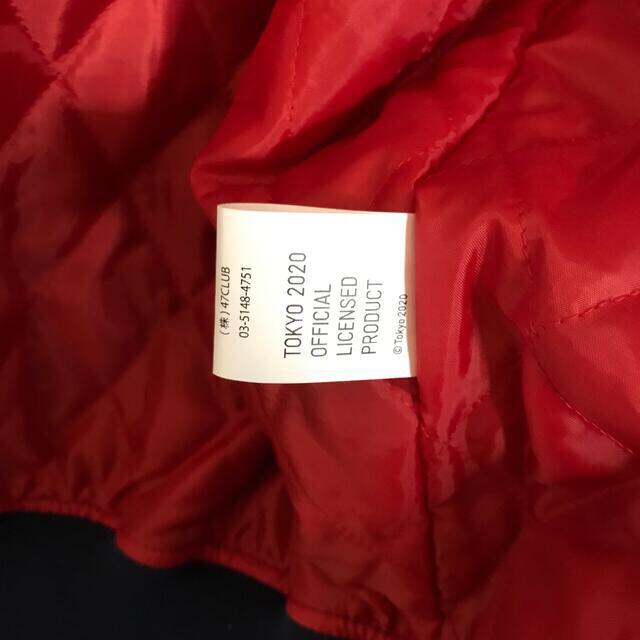 (株) 47CLUB
03-5148-4751
TOKYO 2020
OFFICIAL
LICENSED
PRODUCT
© Tokyo 2020